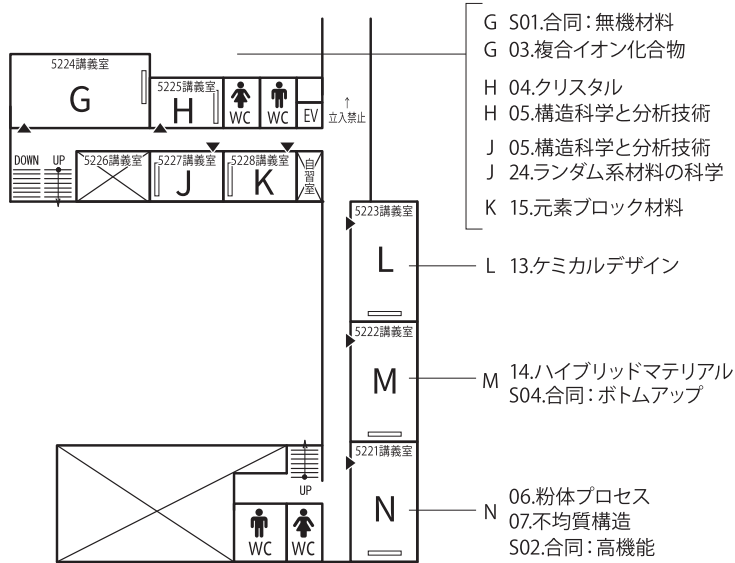 5224講義室
G
5225講義室
H
WC
WC
EV
↑
立入禁止
DOWN UP
5226講義室
5227講義室
J
5228講義室
K
自習室
5223講義室
L
5222講義室
M
5221講義室
N
UP
WC
WC
G S01.合同：無機材料
G 03.複合イオン化合物
H 04.クリスタル
H 05.構造科学と分析技術
J 05.構造科学と分析技術
J 24.ランダム系材料の科学
K 15.元素ブロック材料
L 13.ケミカルデザイン
M 14.ハイブリッドマテリアル
S04.合同：ボトムアップ
N 06.粉体プロセス
07.不均質構造
S02.合同：高機能